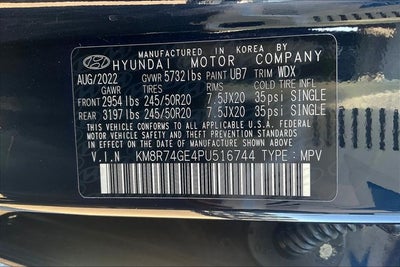 MANUFACTURED IN KOREA BY
HYUNDAI MOTOR COMPANY
AUG/2022 GVWR 5732lbs PAINT UB7 TRIM WDX
GAWR TIRES RIMS COLD TIRE INFL
FRONT 2954 lbs 245/50R20 7.5JX20 35psi SINGLE
REAR 3197 lbs 245/50R20 7.5JX20 35psi SINGLE
THIS VEHICLE CONFORMS TO ALL APPLICABLE U.S. FEDERAL
MOTOR VEHICLE SAFETY STANDARDS IN EFFECT ON THE DATE
OF MANUFACTURE SHOWN ABOVE.
V.I.N KM8R74GE4PU516744 TYPE: MPV